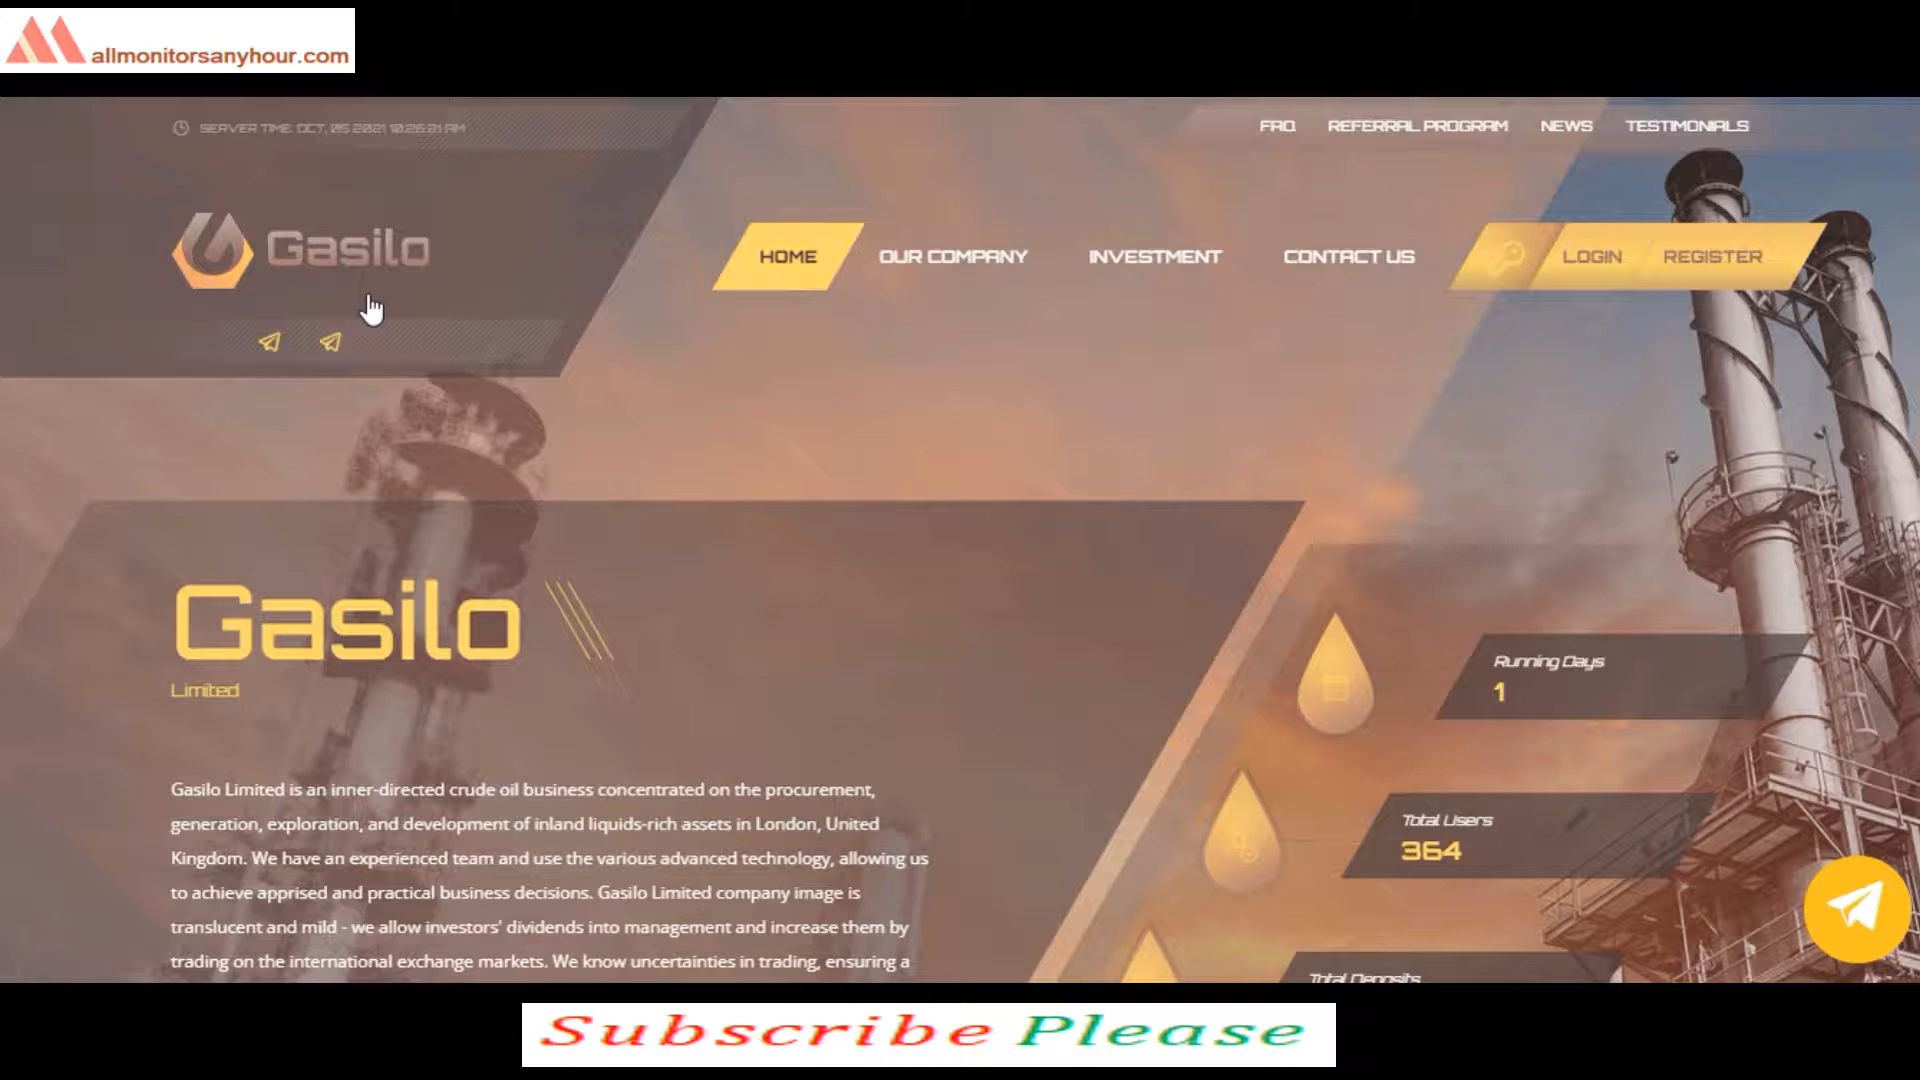 allmonitorsanyhour.com
SERVER TIME: OCT, 05 2021 10:26:21 AM
FAQ REFERRAL PROGRAM NEWS TESTIMONIALS
Gasilo
HOME OUR COMPANY INVESTMENT CONTACT US LOGIN REGISTER
Gasilo
Limited
Running Days
1
Total Users
364
Total Deposits
Gasilo Limited is an inner-directed crude oil business concentrated on the procurement,
generation, exploration, and development of inland liquids-rich assets in London, United
Kingdom. We have an experienced team and use the various advanced technology, allowing us
to achieve apprised and practical business decisions. Gasilo Limited company image is
translucent and mild - we allow investors' dividends into management and increase them by
trading on the international exchange markets. We know uncertainties in trading, ensuring a
Subscribe Please